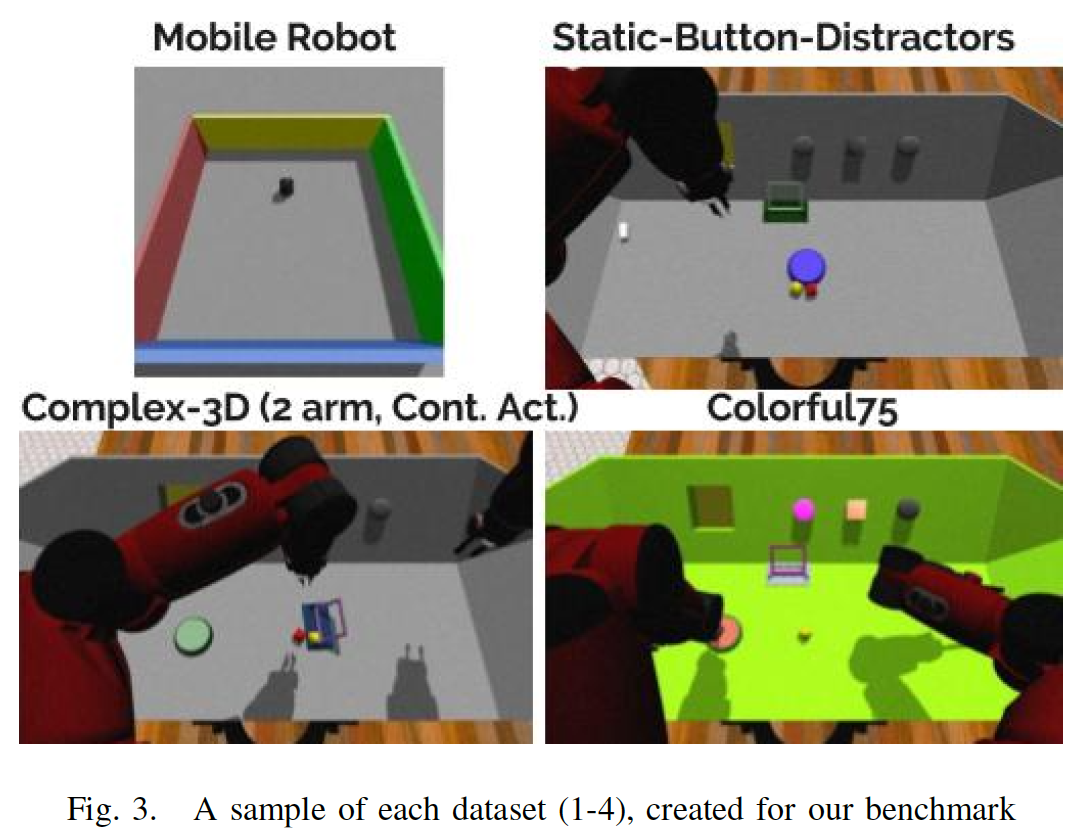 Mobile Robot
Static-Button-Distractors
Complex-3D (2 arm, Cont. Act.)
Colorful75
Fig. 3. A sample of each dataset (1-4), created for our benchmark